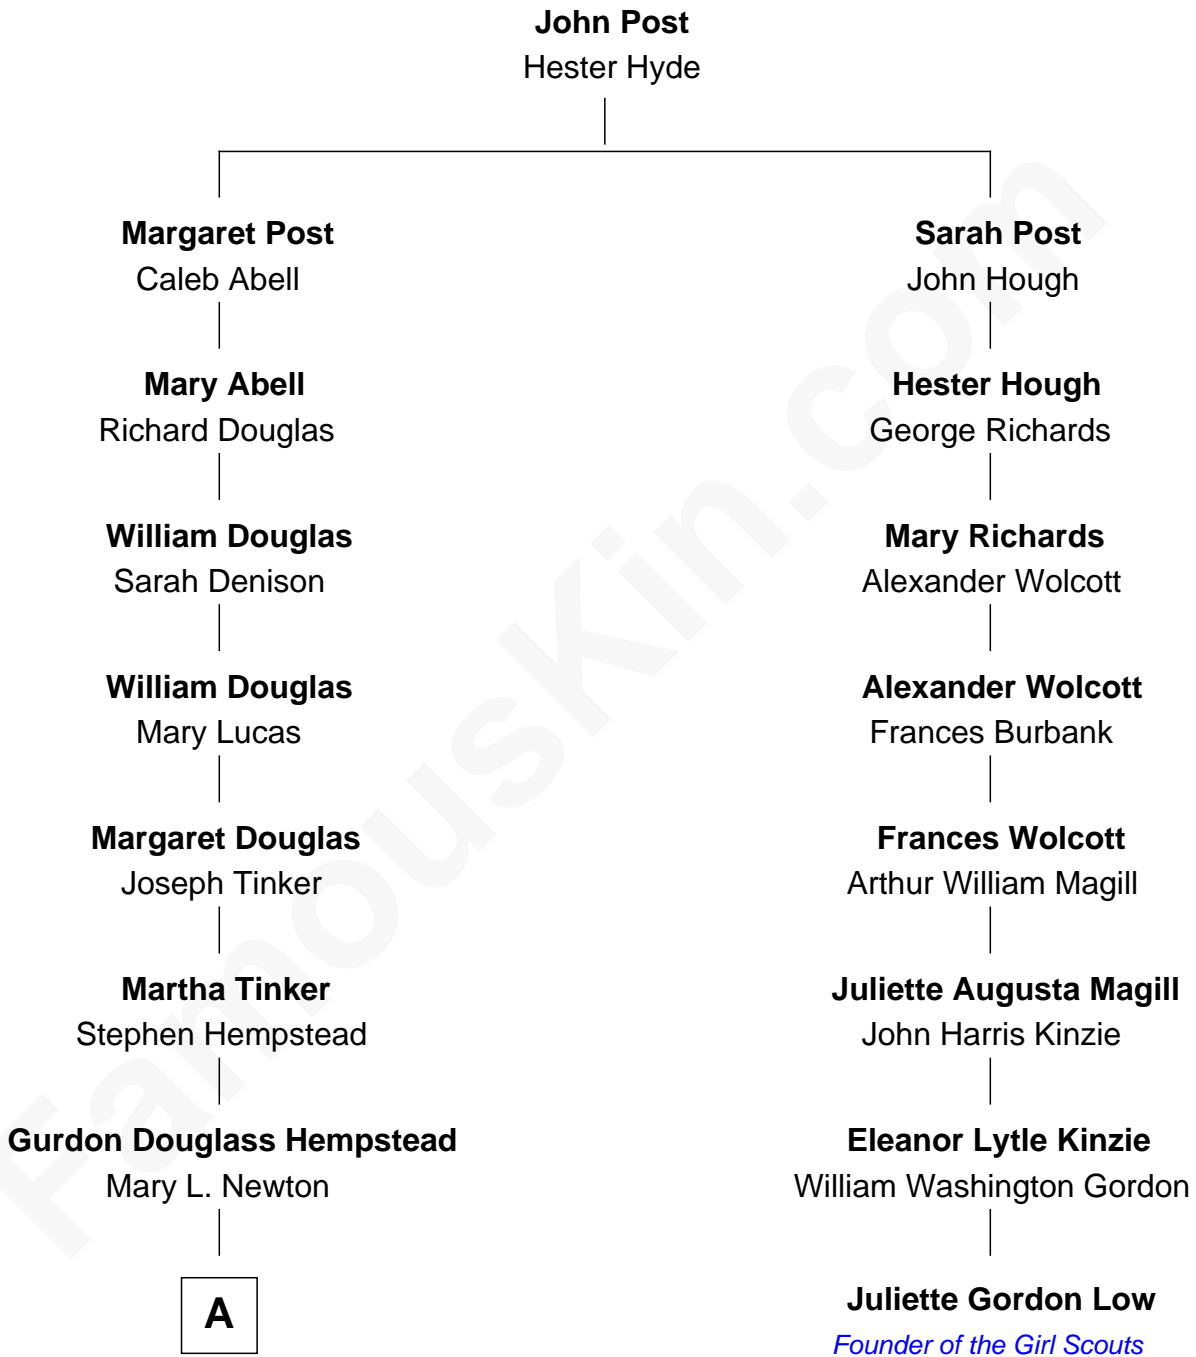 John Post
Hester Hyde
Margaret Post
Caleb Abell
Sarah Post
John Hough
Mary Abell
Richard Douglas
Hester Hough
George Richards
William Douglas
Sarah Denison
Mary Richards
Alexander Wolcott
William Douglas
Mary Lucas
Alexander Wolcott
Frances Burbank
Margaret Douglas
Joseph Tinker
Frances Wolcott
Arthur William Magill
Martha Tinker
Stephen Hempstead
Juliette Augusta Magill
John Harris Kinzie
Gurdon Douglass Hempstead
Mary L. Newton
Eleanor Lytle Kinzie
William Washington Gordon
A
Juliette Gordon Low
Founder of the Girl Scouts
FamousKin.com